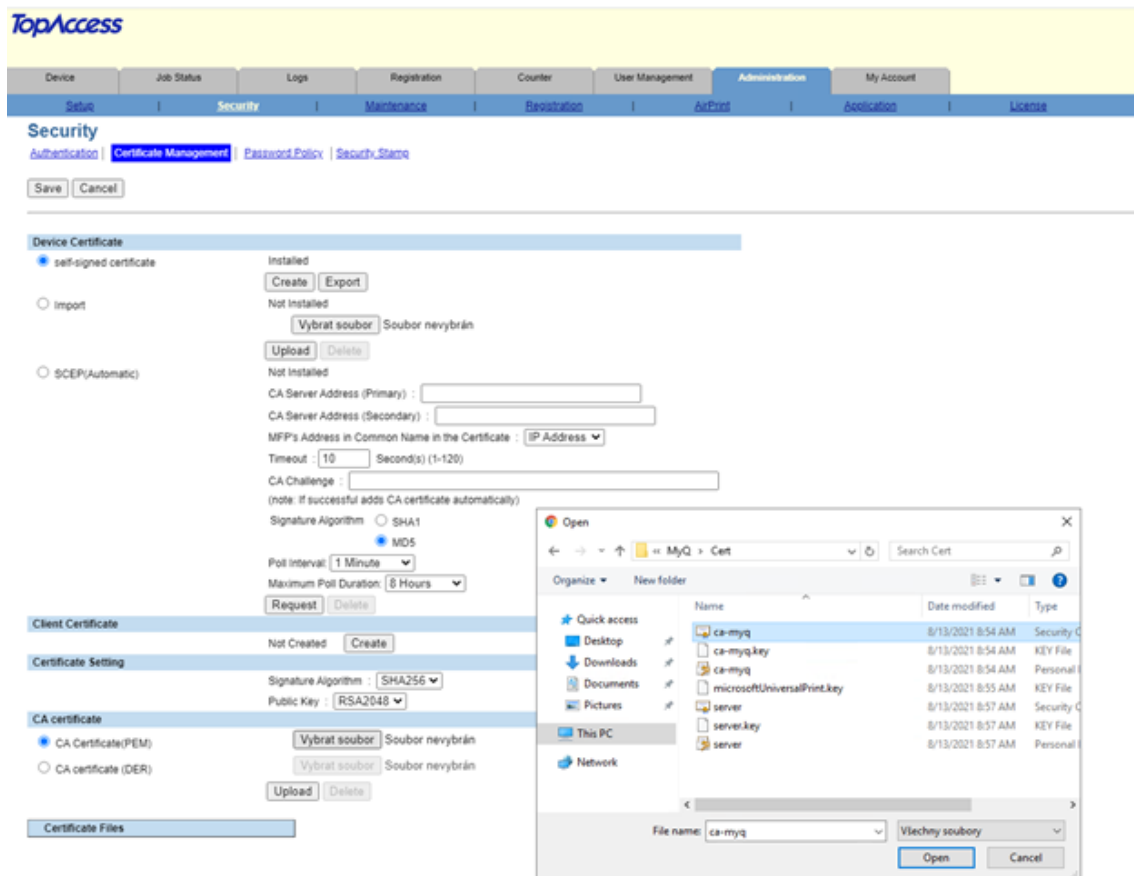 TopAccess
Device Job Status Logs Registration Counter User Management Administration My Account
Setup | Security | Maintenance | Registration | AirPrint | Application | License
Security
Authentication | Certificate Management | Password Policy | Security Stamp
Save Cancel
Device Certificate
self-signed certificate Installed
Create Export
Import Not Installed
Vybrat soubor Soubor nevybrán
Upload Delete
SCEP(Automatic) Not Installed
CA Server Address (Primary) :
CA Server Address (Secondary) :
MFP's Address in Common Name in the Certificate : IP Address
Timeout : 10 Second(s) (1-120)
CA Challenge :
(note: If successful adds CA certificate automatically)
Signature Algorithm SHA1
MD5
Poll Interval: 1 Minute
Maximum Poll Duration: 8 Hours
Request Delete
Client Certificate
Not Created Create
Certificate Setting
Signature Algorithm : SHA256
Public Key : RSA2048
CA certificate
CA Certificate(PEM) Vybrat soubor Soubor nevybrán
CA certificate (DER) Vybrat soubor Soubor nevybrán
Upload Delete
Certificate Files
Open
« MyQ > Cert Search Cert
Organize New folder
Name Date modified Type
Quick access
Desktop
Downloads
Documents
Pictures
This PC
Network
ca-myq 8/13/2021 8:54 AM Security C
ca-myq.key 8/13/2021 8:54 AM KEY File
ca-myq 8/13/2021 8:54 AM Personal I
microsoftUniversalPrint.key 8/13/2021 8:55 AM KEY File
server 8/13/2021 8:57 AM Security C
server.key 8/13/2021 8:57 AM KEY File
server 8/13/2021 8:57 AM Personal I
File name: ca-myq Všechny soubory
Open Cancel